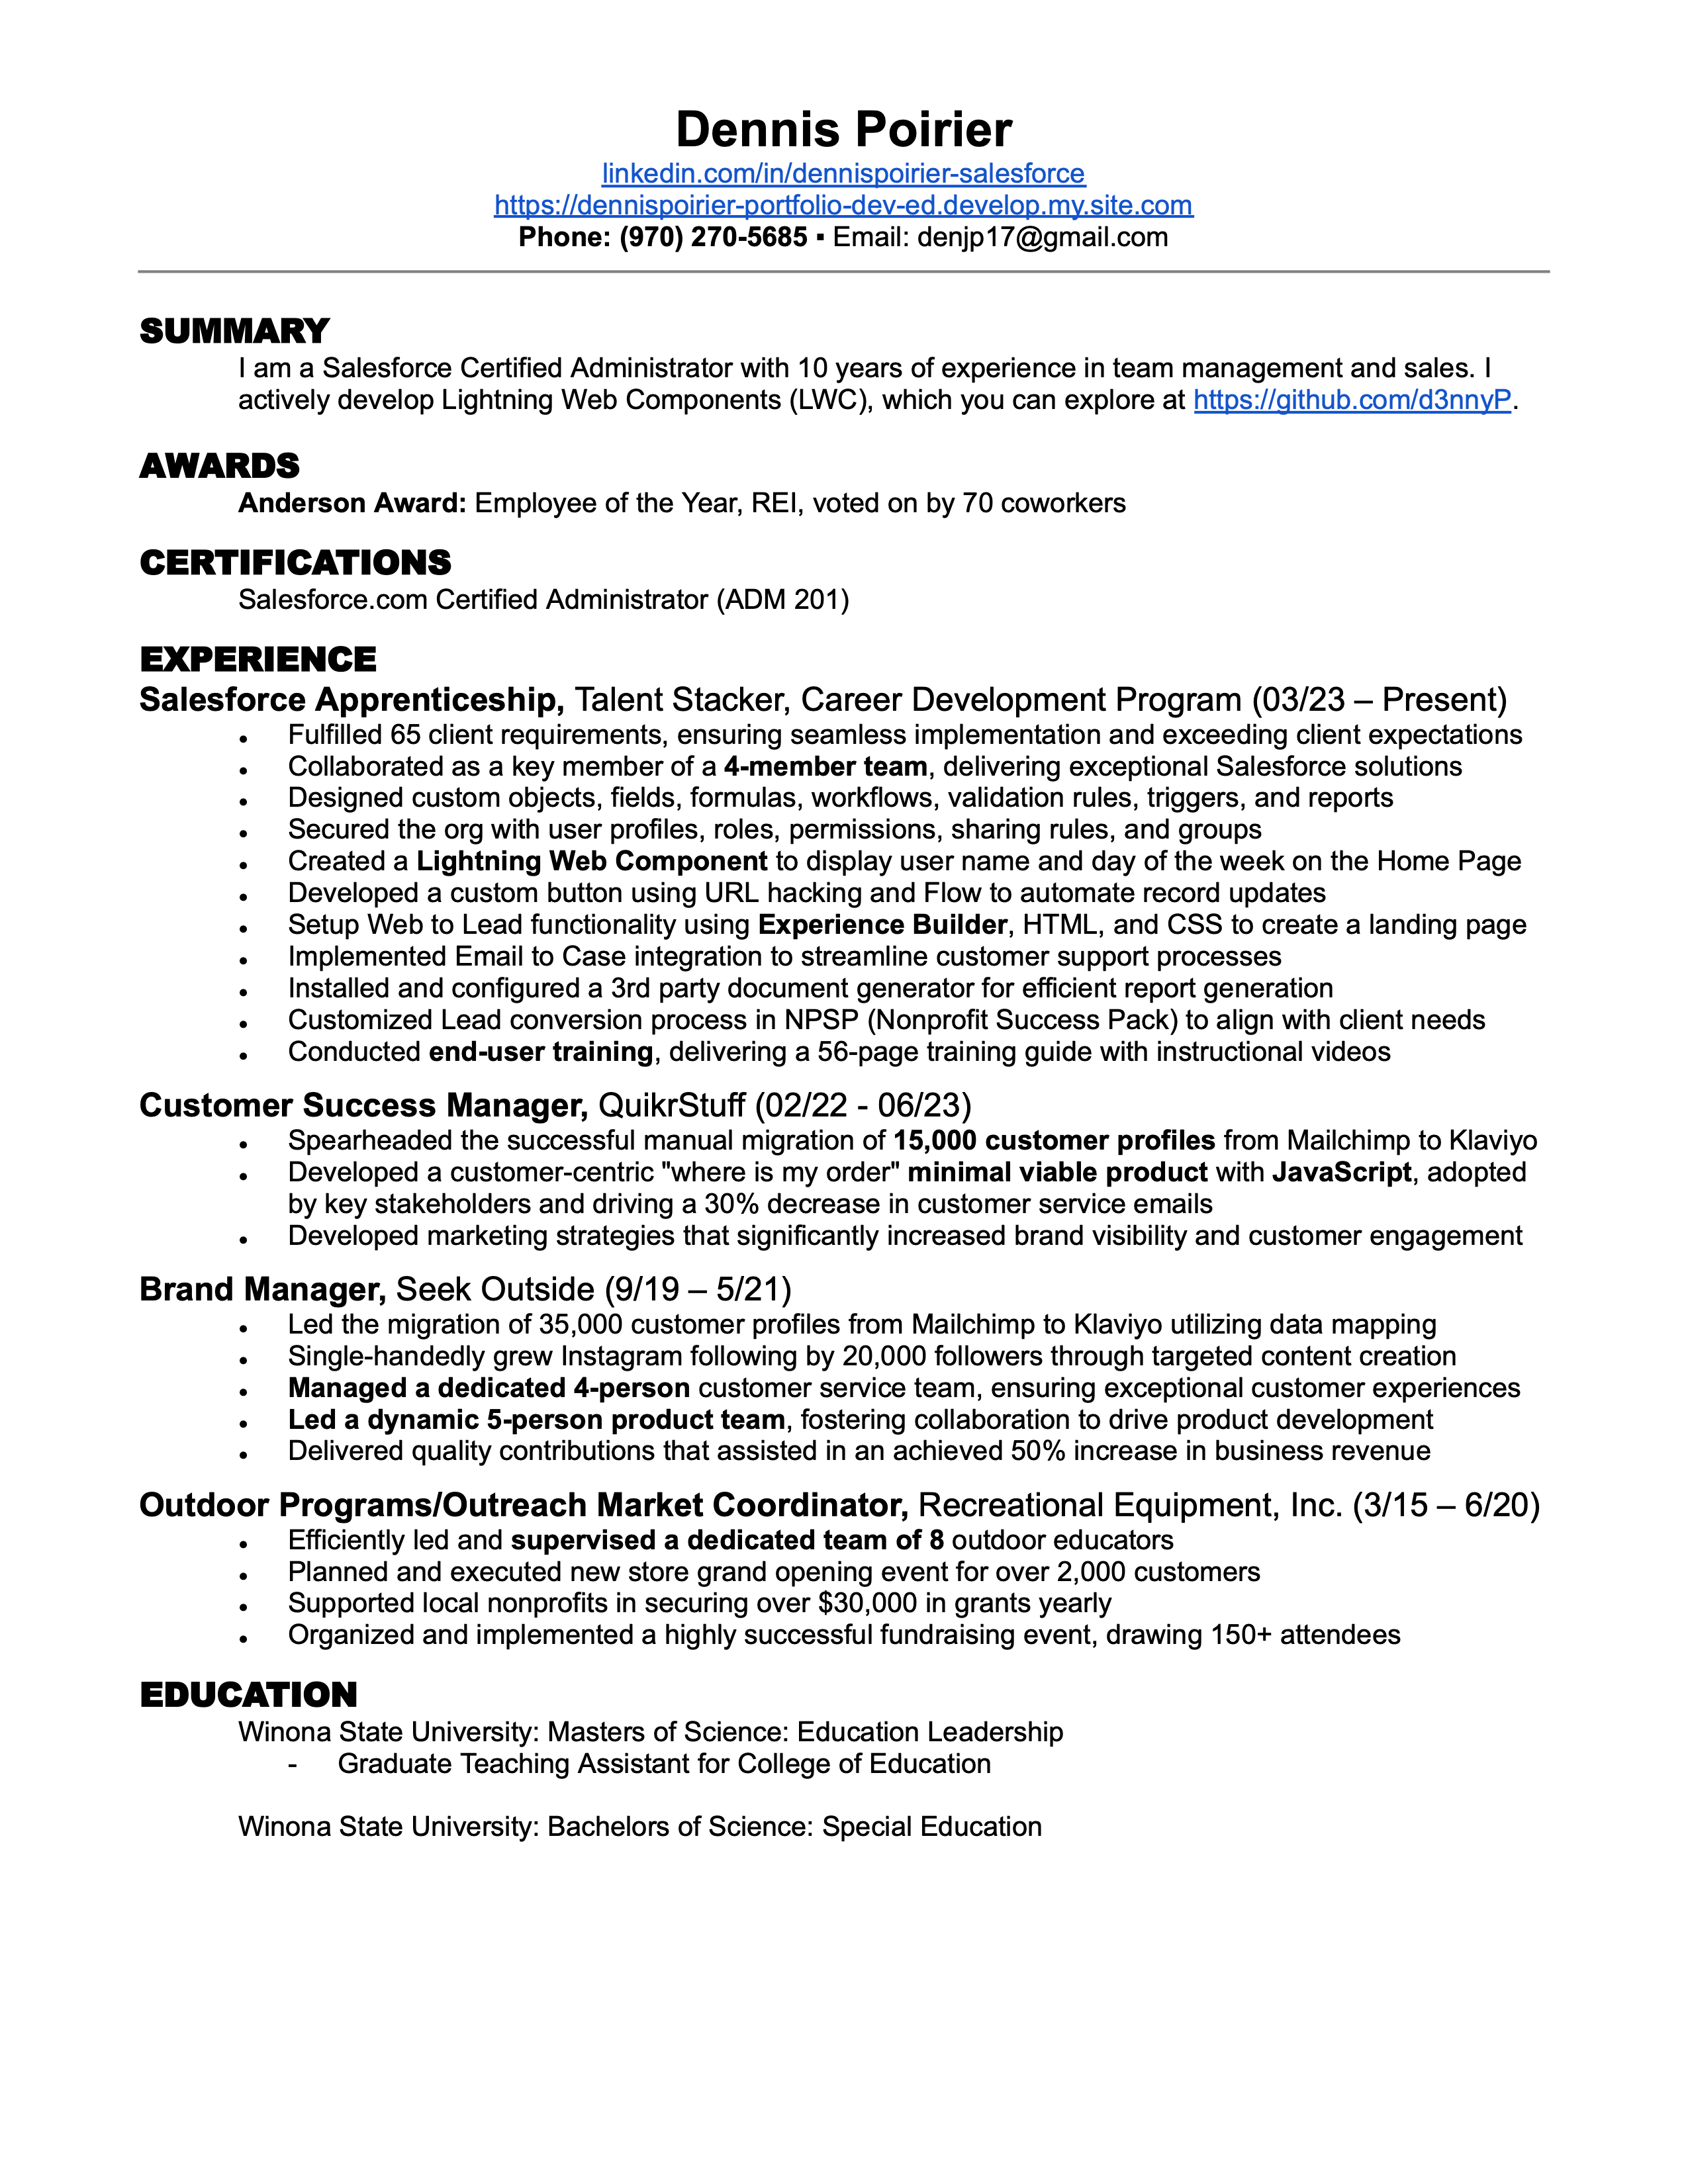 Dennis Poirier
linkedin.com/in/dennispoirier-salesforce
https://dennispoirier-portfolio-dev-ed.develop.my.site.com
Phone: (970) 270-5685 ▪ Email: denjp17@gmail.com
SUMMARY
I am a Salesforce Certified Administrator with 10 years of experience in team management and sales. I
actively develop Lightning Web Components (LWC), which you can explore at https://github.com/d3nnyP.
AWARDS
Anderson Award: Employee of the Year, REI, voted on by 70 coworkers
CERTIFICATIONS
Salesforce.com Certified Administrator (ADM 201)
EXPERIENCE
Salesforce Apprenticeship, Talent Stacker, Career Development Program (03/23 – Present)
• Fulfilled 65 client requirements, ensuring seamless implementation and exceeding client expectations
• Collaborated as a key member of a 4-member team, delivering exceptional Salesforce solutions
• Designed custom objects, fields, formulas, workflows, validation rules, triggers, and reports
• Secured the org with user profiles, roles, permissions, sharing rules, and groups
• Created a Lightning Web Component to display user name and day of the week on the Home Page
• Developed a custom button using URL hacking and Flow to automate record updates
• Setup Web to Lead functionality using Experience Builder, HTML, and CSS to create a landing page
• Implemented Email to Case integration to streamline customer support processes
• Installed and configured a 3rd party document generator for efficient report generation
• Customized Lead conversion process in NPSP (Nonprofit Success Pack) to align with client needs
• Conducted end-user training, delivering a 56-page training guide with instructional videos
Customer Success Manager, QuikrStuff (02/22 - 06/23)
• Spearheaded the successful manual migration of 15,000 customer profiles from Mailchimp to Klaviyo
• Developed a customer-centric "where is my order" minimal viable product with JavaScript, adopted
by key stakeholders and driving a 30% decrease in customer service emails
• Developed marketing strategies that significantly increased brand visibility and customer engagement
Brand Manager, Seek Outside (9/19 – 5/21)
• Led the migration of 35,000 customer profiles from Mailchimp to Klaviyo utilizing data mapping
• Single-handedly grew Instagram following by 20,000 followers through targeted content creation
• Managed a dedicated 4-person customer service team, ensuring exceptional customer experiences
• Led a dynamic 5-person product team, fostering collaboration to drive product development
• Delivered quality contributions that assisted in an achieved 50% increase in business revenue
Outdoor Programs/Outreach Market Coordinator, Recreational Equipment, Inc. (3/15 – 6/20)
• Efficiently led and supervised a dedicated team of 8 outdoor educators
• Planned and executed new store grand opening event for over 2,000 customers
• Supported local nonprofits in securing over $30,000 in grants yearly
• Organized and implemented a highly successful fundraising event, drawing 150+ attendees
EDUCATION
Winona State University: Masters of Science: Education Leadership
- Graduate Teaching Assistant for College of Education
Winona State University: Bachelors of Science: Special Education